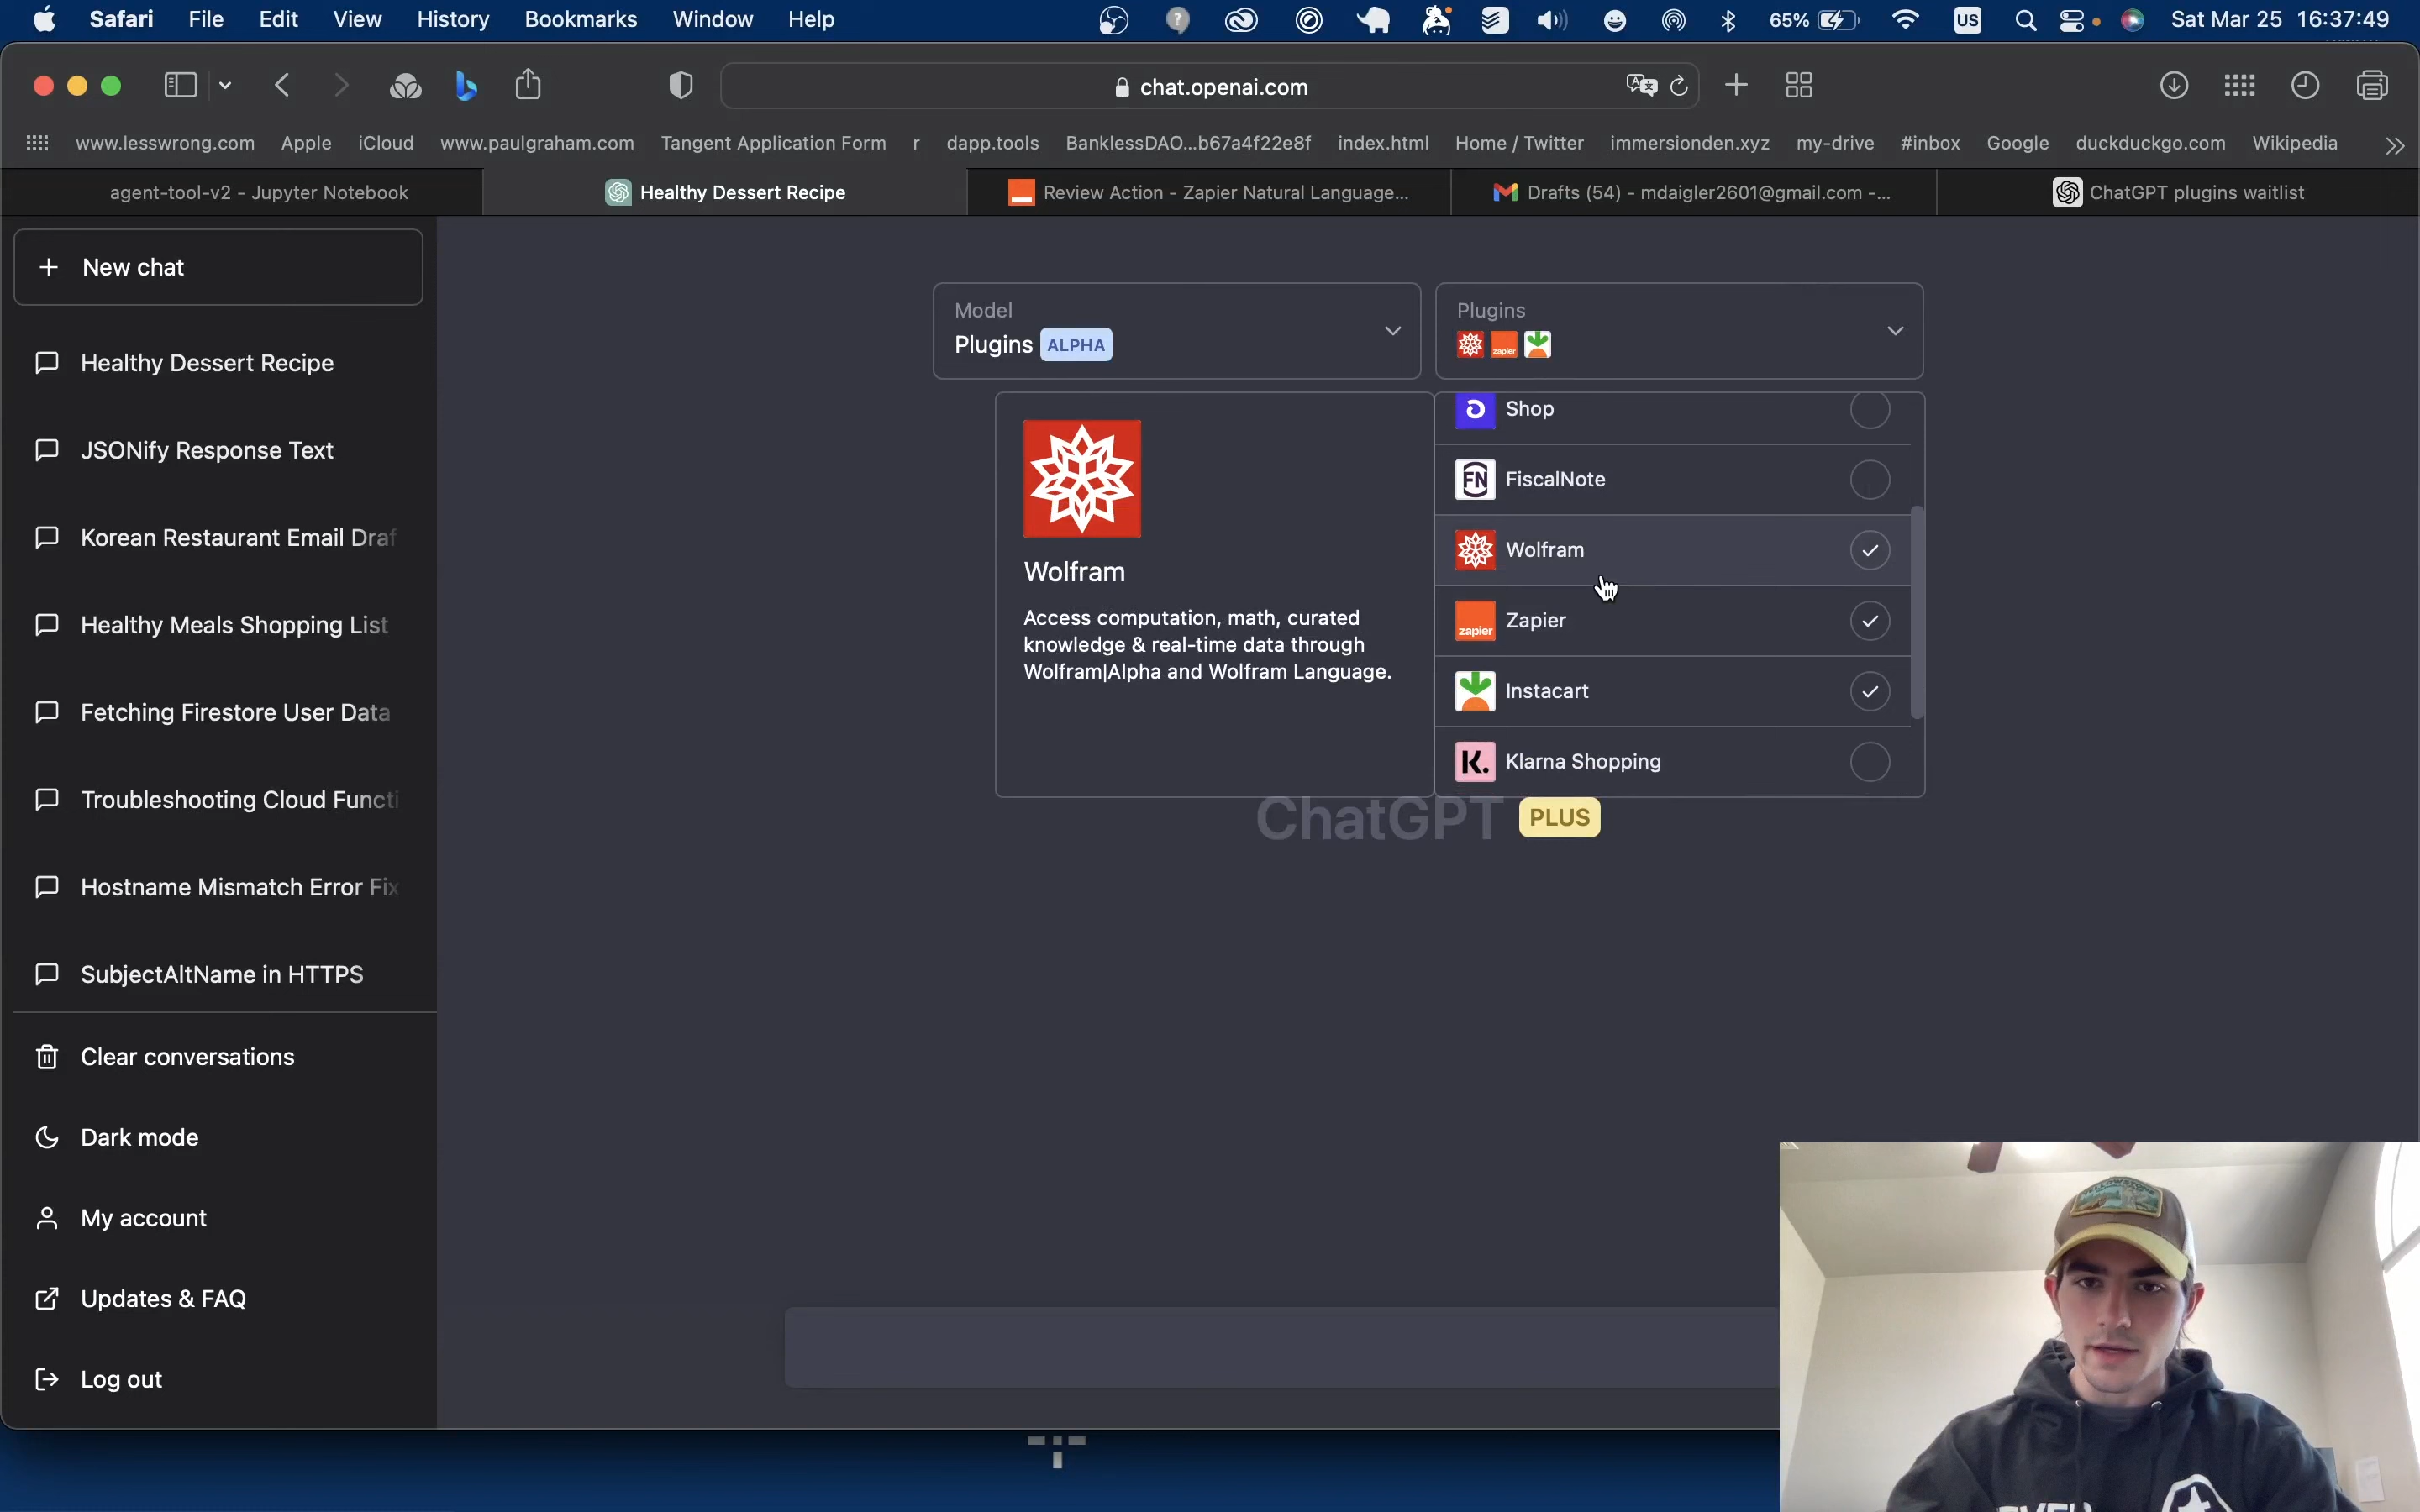 Safari File Edit View History Bookmarks Window Help 65% US Sat Mar 25 16:37:49
chat.openai.com
www.lesswrong.com Apple iCloud www.paulgraham.com Tangent Application Form r dapp.tools BanklessDAO...b67a4f22e8f index.html Home / Twitter immersionden.xyz my-drive #inbox Google duckduckgo.com Wikipedia
agent-tool-v2 - Jupyter Notebook Healthy Dessert Recipe Review Action - Zapier Natural Language... Drafts (54) - mdaigler2601@gmail.com -... ChatGPT plugins waitlist
+ New chat
Healthy Dessert Recipe
JSONify Response Text
Korean Restaurant Email Draf
Healthy Meals Shopping List
Fetching Firestore User Data
Troubleshooting Cloud Functi
Hostname Mismatch Error Fix
SubjectAltName in HTTPS
Clear conversations
Dark mode
My account
Updates & FAQ
Log out
Model
Plugins ALPHA
Plugins
zapier
Wolfram
Access computation, math, curated
knowledge & real-time data through
Wolfram|Alpha and Wolfram Language.
Shop
FN FiscalNote
Wolfram
zapier Zapier
Instacart
K. Klarna Shopping
ChatGPT PLUS